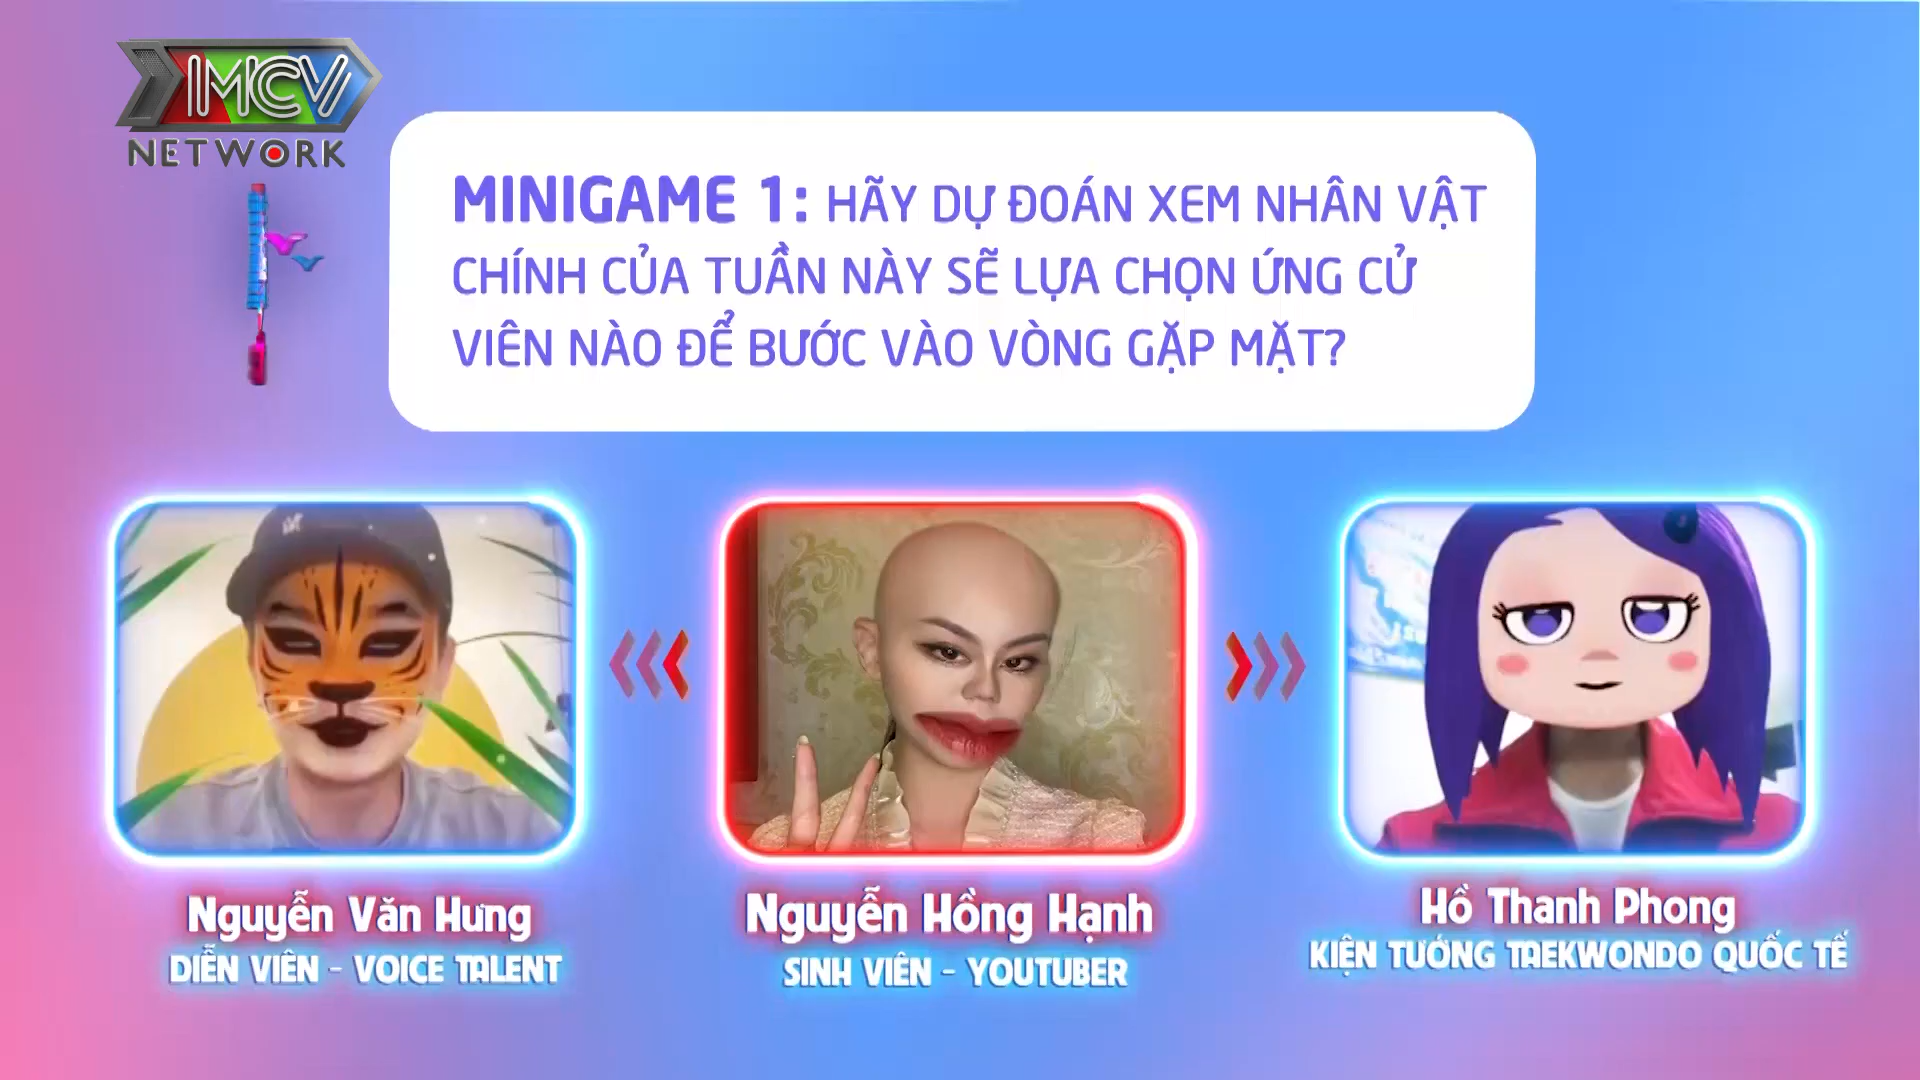 MCV
NETWORK
MINIGAME 1: HÃY DỰ ĐOÁN XEM NHÂN VẬT
CHÍNH CỦA TUẦN NÀY SẼ LỰA CHỌN ỨNG CỬ
VIÊN NÀO ĐỂ BƯỚC VÀO VÒNG GẶP MẶT?
Nguyễn Văn Hưng
DIỄN VIÊN - VOICE TALENT
Nguyễn Hồng Hạnh
SINH VIÊN - YOUTUBER
Hồ Thanh Phong
KIỆN TƯỚNG TAEKWONDO QUỐC TẾ